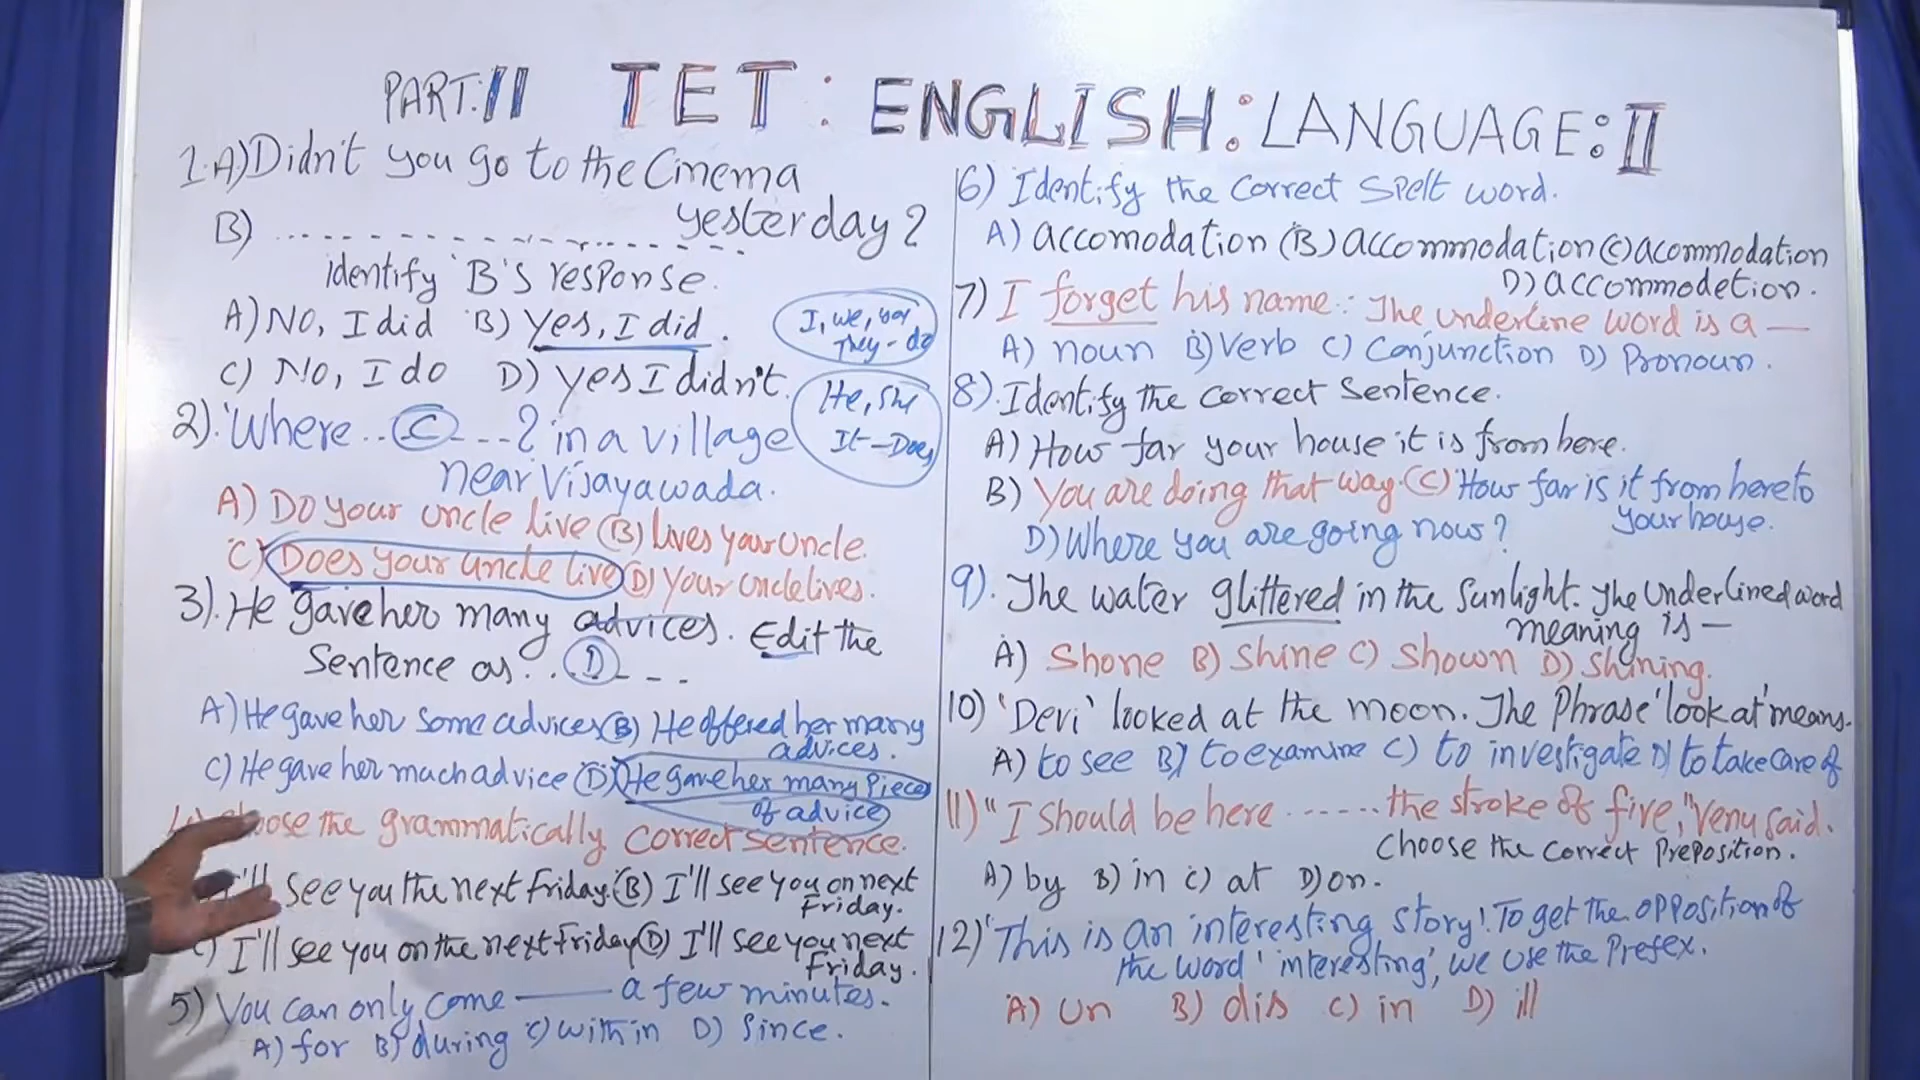 PART:II TET: ENGLISH: LANGUAGE: II
1. A) Didn't you go to the Cinema
yesterday?
B) ....................
identify 'B's response.
A) NO, I did B) Yes, I did.
C) No, I do D) yes I didn't.
I, we, you
They - do
He, she
It - Does
2). 'Where .. C ....? in a village
near Vijayawada.
A) Do your uncle live (B) lives your uncle.
C) Does your uncle live (D) your uncle lives.
3). He gave her many advices. Edit the
Sentence as .. D ---
A) He gave her some advices (B) He offered her many
advices.
C) He gave her much advice (D) He gave her many Piece
of advice
the grammatically correct sentence.
see you the next Friday. (B) I'll see you on next
Friday.
C) I'll see you on the next Friday (D) I'll see you next
Friday.
5) You can only come ——— a few minutes.
A) for B) during C) within D) Since.
6) Identify the correct spelt word.
A) accomodation (B) accommodation (C) acommodation
D) accommodetion.
7) I forget his name: The underline word is a —
A) noun B) Verb C) Conjunction D) Pronoun.
8). Identify the correct sentence.
A) How far your house it is from here.
B) You are doing that way. (C) How far is it from here to
your house.
D) Where you are going now?
9). The water glittered in the sunlight. The Underlined word
meaning is —
A) Shone B) Shine C) Shown D) Shining.
10) 'Devi' looked at the moon. The Phrase 'look at' means.
A) to see B) to examine C) to investigate D) to take care of
11) "I should be here ...... the stroke of five," Venu said.
Choose the correct Preposition.
A) by B) in C) at D) on.
12) 'This is an interesting story'. To get the opposition of
the word 'interesting', we use the Prefex.
A) un B) dis C) in D) ill